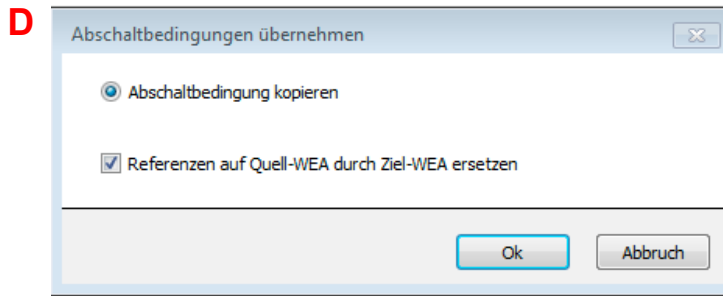 D
Abschaltbedingungen übernehmen
Abschaltbedingung kopieren
Referenzen auf Quell-WEA durch Ziel-WEA ersetzen
Ok Abbruch